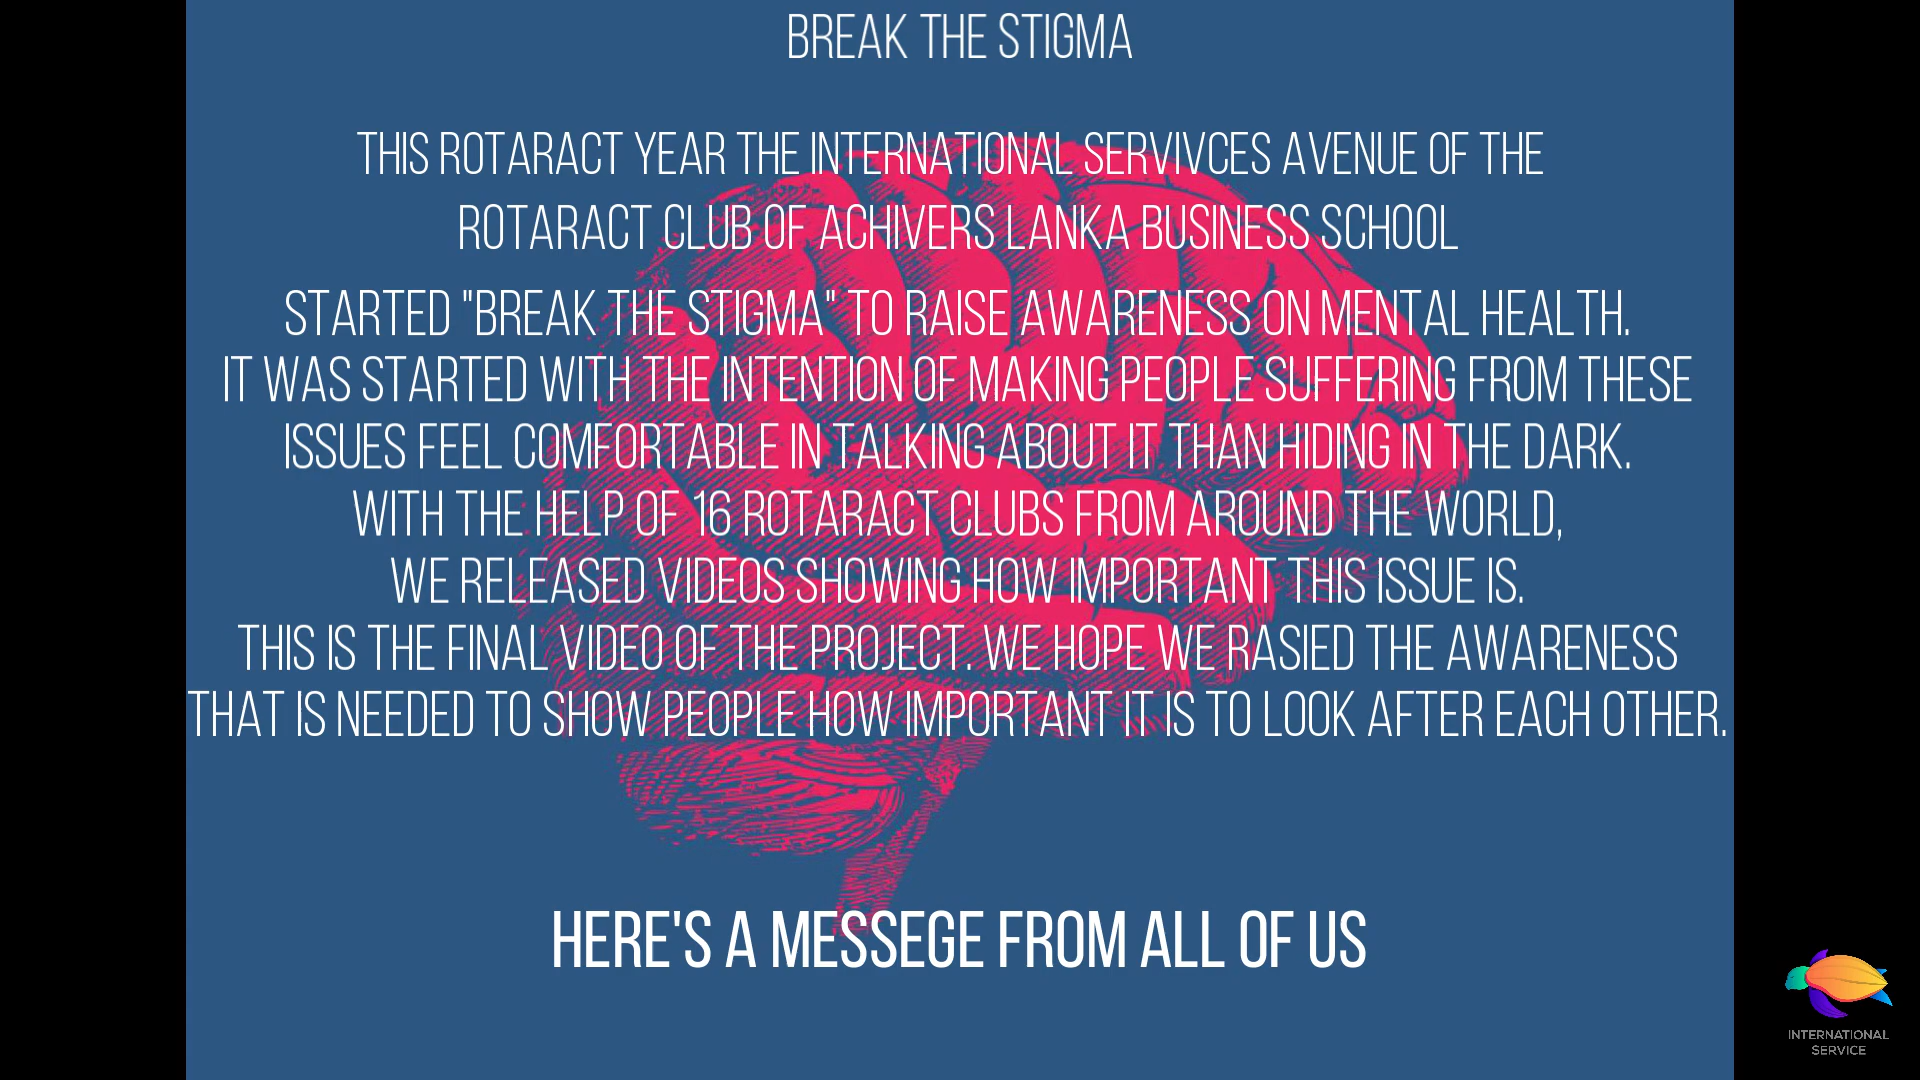 BREAK THE STIGMA
THIS ROTARACT YEAR THE INTERNATIONAL SERVIVCES AVENUE OF THE
ROTARACT CLUB OF ACHIVERS LANKA BUSINESS SCHOOL
STARTED "BREAK THE STIGMA" TO RAISE AWARENESS ON MENTAL HEALTH.
IT WAS STARTED WITH THE INTENTION OF MAKING PEOPLE SUFFERING FROM THESE
ISSUES FEEL COMFORTABLE IN TALKING ABOUT IT THAN HIDING IN THE DARK.
WITH THE HELP OF 16 ROTARACT CLUBS FROM AROUND THE WORLD,
WE RELEASED VIDEOS SHOWING HOW IMPORTANT THIS ISSUE IS.
THIS IS THE FINAL VIDEO OF THE PROJECT. WE HOPE WE RASIED THE AWARENESS
THAT IS NEEDED TO SHOW PEOPLE HOW IMPORTANT IT IS TO LOOK AFTER EACH OTHER.
HERE'S A MESSEGE FROM ALL OF US
INTERNATIONAL
SERVICE